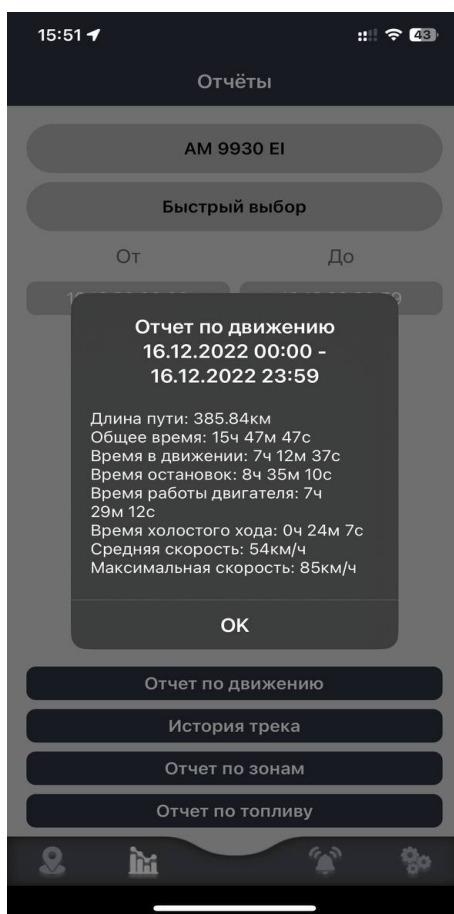 15:51
43
Отчёты
AM 9930 EI
Быстрый выбор
От
До
Отчет по движению
16.12.2022 00:00 -
16.12.2022 23:59
Длина пути: 385.84км
Общее время: 15ч 47м 47с
Время в движении: 7ч 12м 37с
Время остановок: 8ч 35м 10с
Время работы двигателя: 7ч
29м 12с
Время холостого хода: 0ч 24м 7с
Средняя скорость: 54км/ч
Максимальная скорость: 85км/ч
OK
Отчет по движению
История трека
Отчет по зонам
Отчет по топливу